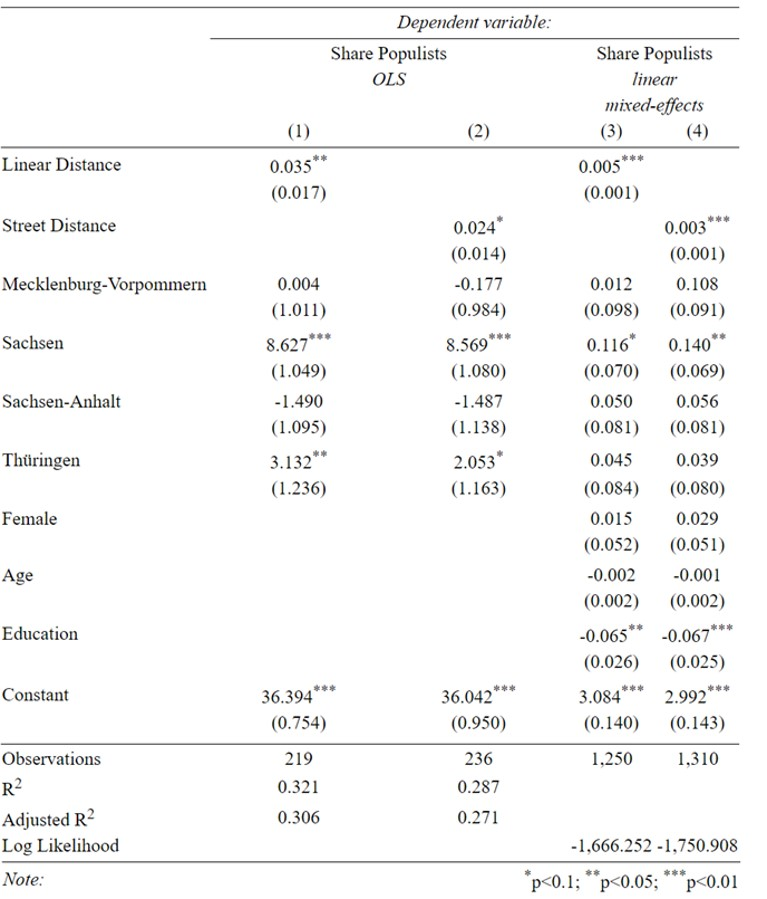 Dependent variable:
Share Populists Share Populists
OLS linear
mixed-effects
(1) (2) (3) (4)
Linear Distance 0.035** 0.005***
(0.017) (0.001)
Street Distance 0.024* 0.003***
(0.014) (0.001)
Mecklenburg-Vorpommern 0.004 -0.177 0.012 0.108
(1.011) (0.984) (0.098) (0.091)
Sachsen 8.627*** 8.569*** 0.116* 0.140**
(1.049) (1.080) (0.070) (0.069)
Sachsen-Anhalt -1.490 -1.487 0.050 0.056
(1.095) (1.138) (0.081) (0.081)
Thüringen 3.132** 2.053* 0.045 0.039
(1.236) (1.163) (0.084) (0.080)
Female 0.015 0.029
(0.052) (0.051)
Age -0.002 -0.001
(0.002) (0.002)
Education -0.065** -0.067***
(0.026) (0.025)
Constant 36.394*** 36.042*** 3.084*** 2.992***
(0.754) (0.950) (0.140) (0.143)
Observations 219 236 1,250 1,310
R2 0.321 0.287
Adjusted R2 0.306 0.271
Log Likelihood -1,666.252 -1,750.908
Note: *p<0.1; **p<0.05; ***p<0.01